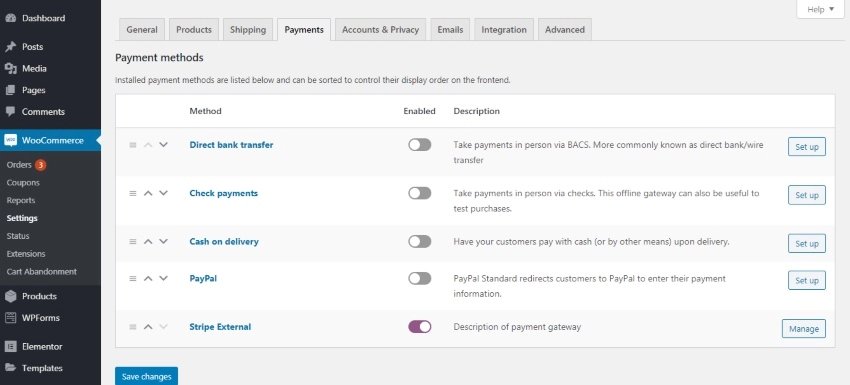 Help ▼
Dashboard
Posts
Media
Pages
Comments
WooCommerce
Orders 3
Coupons
Reports
Settings
Status
Extensions
Cart Abandonment
Products
WPForms
Elementor
Templates
General Products Shipping Payments Accounts & Privacy Emails Integration Advanced
Payment methods
Installed payment methods are listed below and can be sorted to control their display order on the frontend.
Method Enabled Description
Direct bank transfer Take payments in person via BACS. More commonly known as direct bank/wire Set up
transfer
Check payments Take payments in person via checks. This offline gateway can also be useful to Set up
test purchases.
Cash on delivery Have your customers pay with cash (or by other means) upon delivery. Set up
PayPal PayPal Standard redirects customers to PayPal to enter their payment Set up
information.
Stripe External Description of payment gateway Manage
Save changes